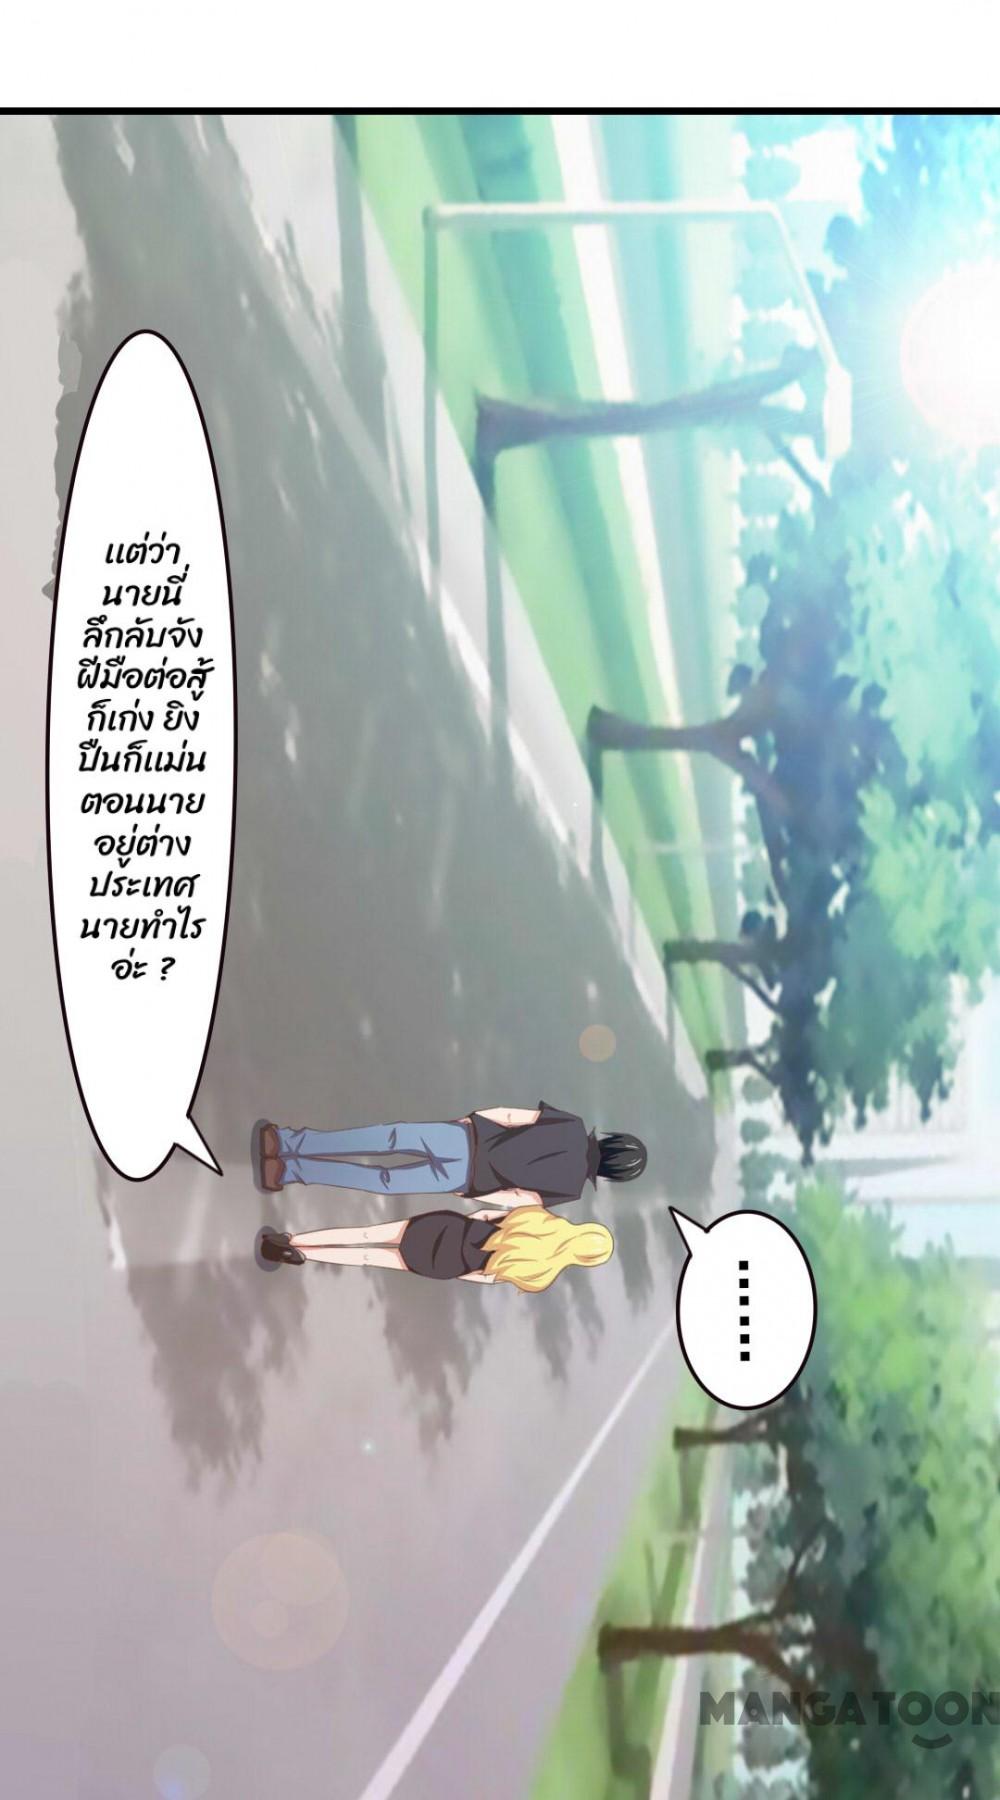 แต่ว่า
นายนี่
ลึกลับจัง
ฝีมือต่อสู้
ก็เก่ง ยิง
ปืนก็แม่น
ตอนนาย
อยู่ต่าง
ประเทศ
นายทำไร
อ่ะ ?
.......
MANGATOON